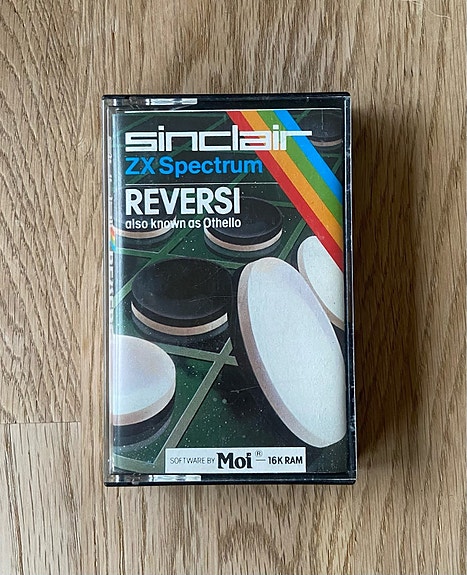 sinclair
ZX Spectrum
REVERSI
also known as Othello
SOFTWARE BY Moi ® — 16K RAM